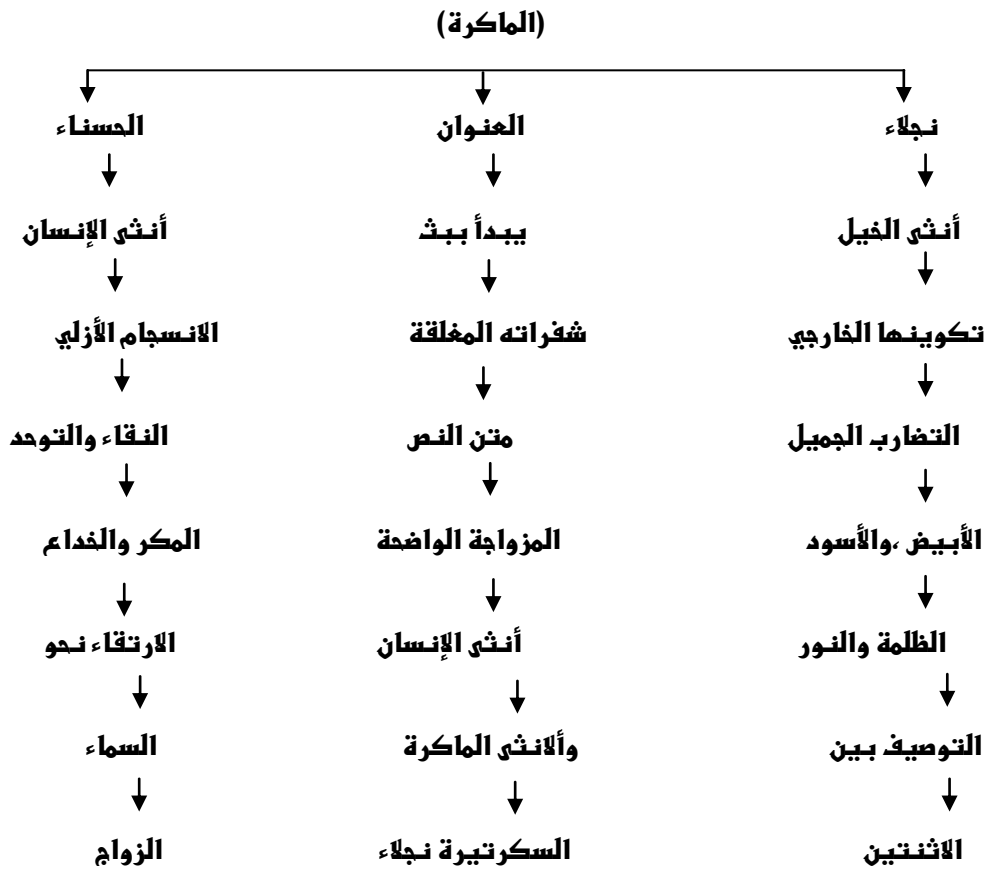 (الماكرة)
نجلاء العنوان الحسناء
أنثى الخيل يبدأ ببث أنثى الإنسان
تكوينها الخارجي شفراته المغلقة الانسجام الأزلي
التضارب الجميل متن النص النقاء والتوحد
الأبيض ،والأسود المزواجة الواضحة المكر والخداع
الظلمة والنور أنثى الإنسان الارتقاء نحو
التوصيف بين وألانثى الماكرة السماء
الاثنتين السكرتيرة نجلاء الزواج